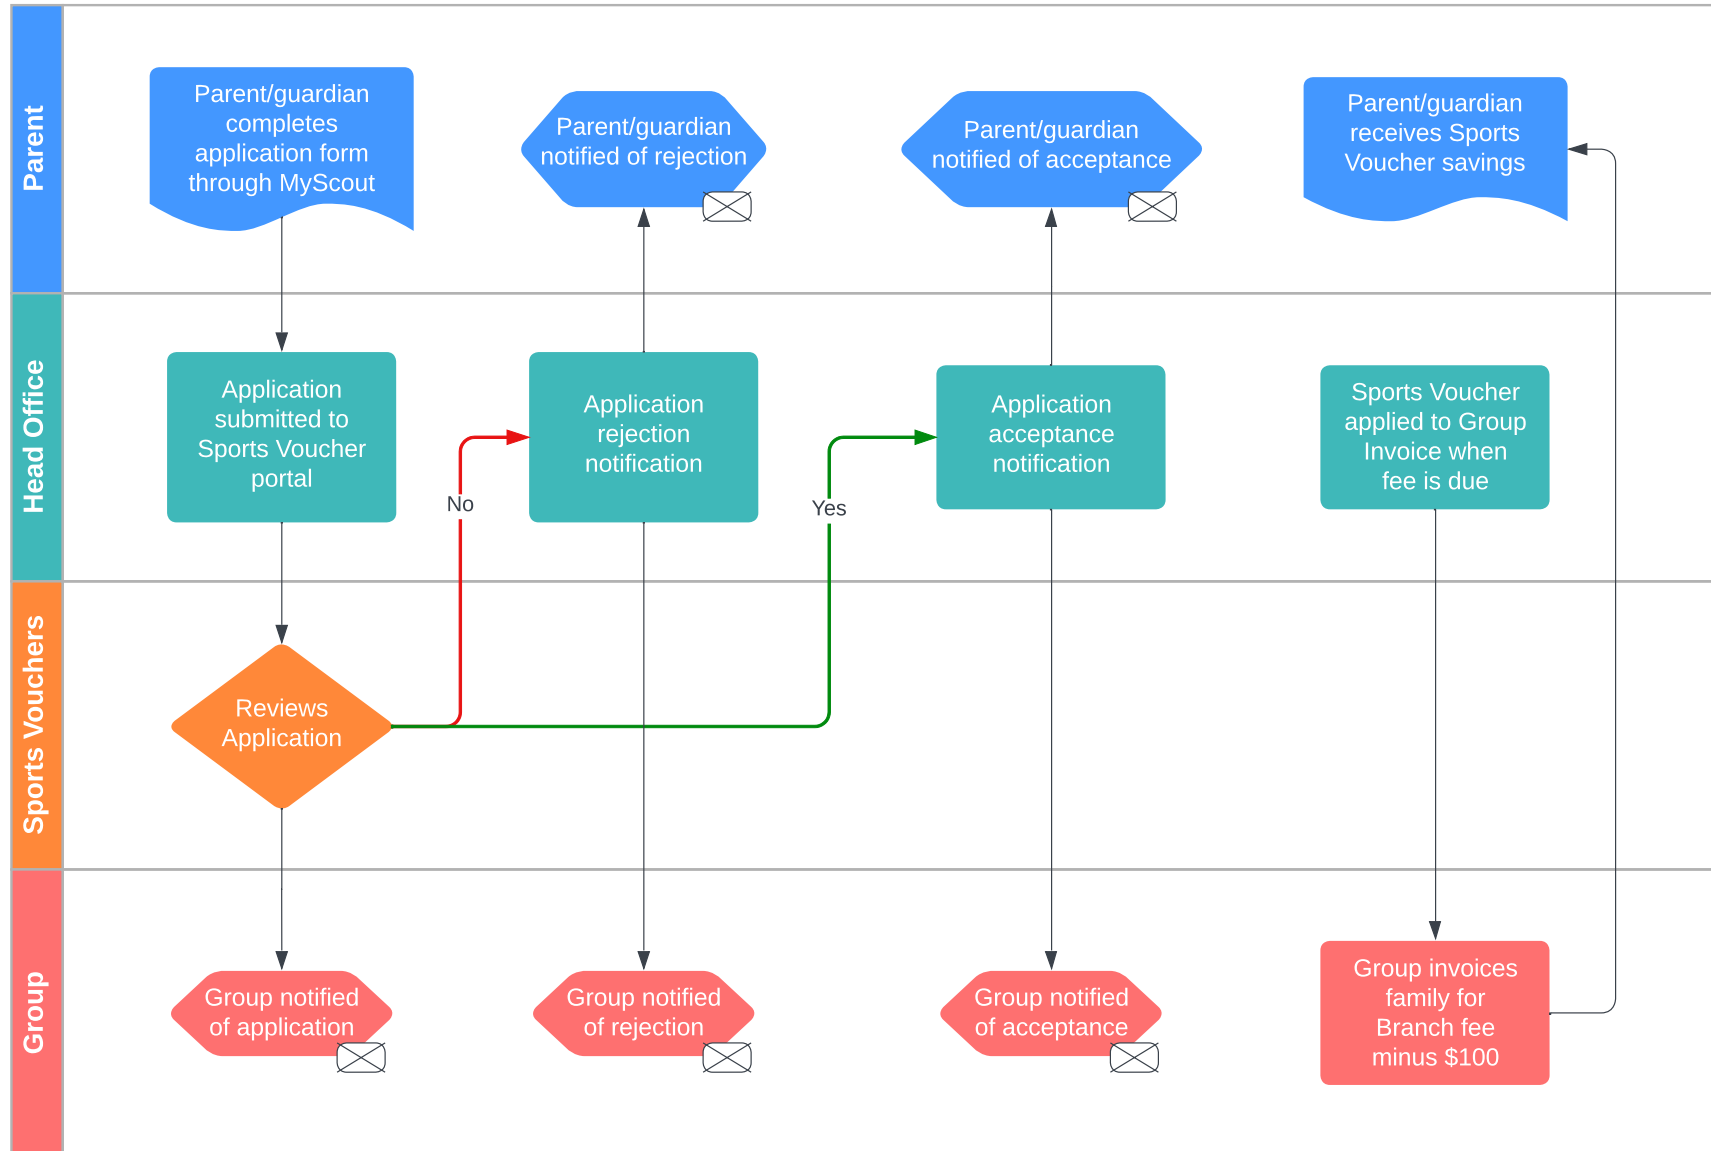 Parent
Parent/guardian
completes
application form
through MyScout
Parent/guardian
notified of rejection
Parent/guardian
notified of acceptance
Parent/guardian
receives Sports
Voucher savings
Head Office
Application
submitted to
Sports Voucher
portal
No
Application
rejection
notification
Yes
Application
acceptance
notification
Sports Voucher
applied to Group
Invoice when
fee is due
Sports Vouchers
Reviews
Application
Group
Group notified
of application
Group notified
of rejection
Group notified
of acceptance
Group invoices
family for
Branch fee
minus $100